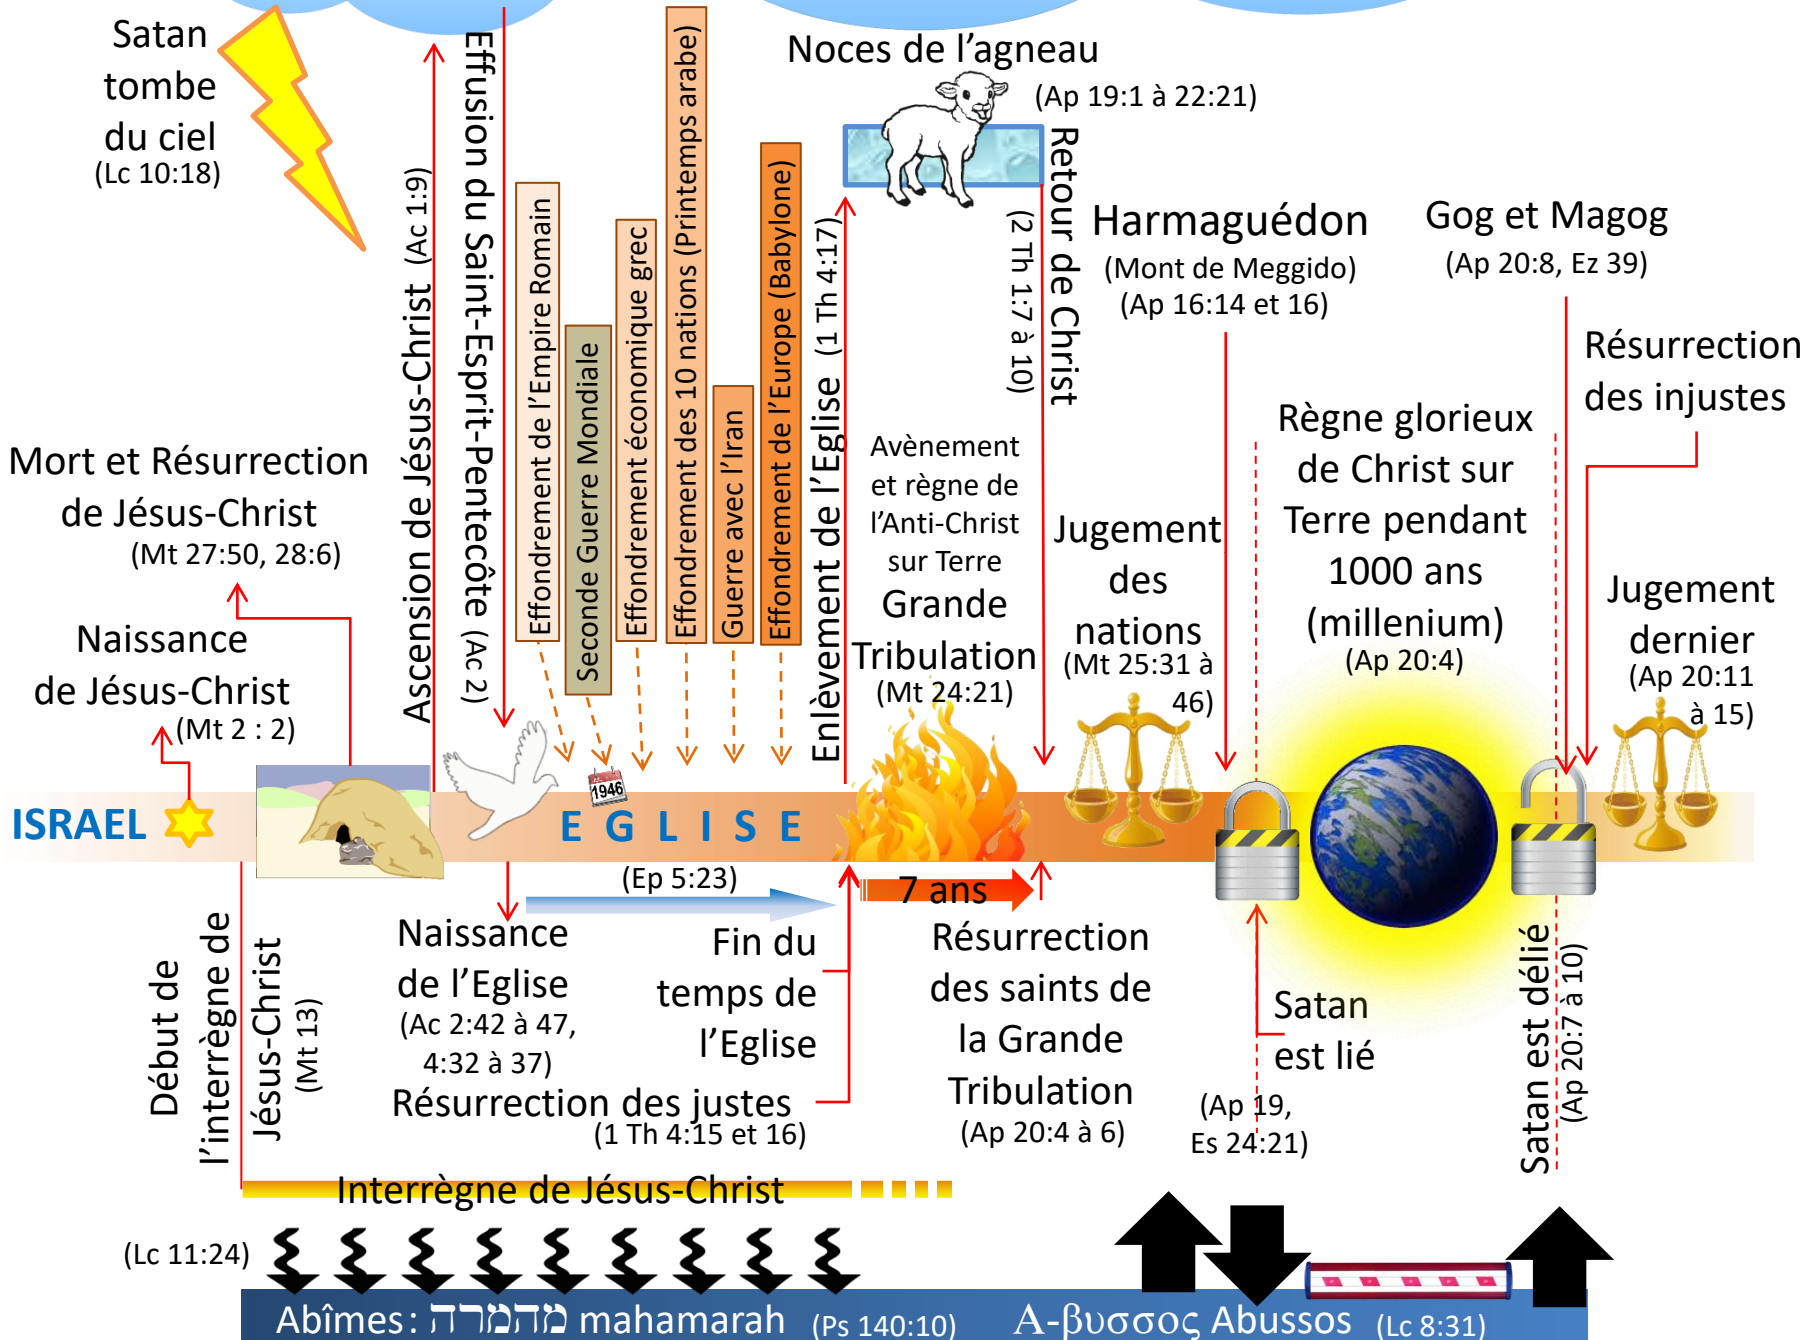 Satan
tombe
du ciel
(Lc 10:18)
Ascension de Jésus-Christ (Ac 1:9)
Effusion du Saint-Esprit-Pentecôte (Ac 2)
Effondrement de l'Empire Romain
Seconde Guerre Mondiale
Effondrement économique grec
Effondrement des 10 nations (Printemps arabe)
Guerre avec l'Iran
Effondrement de l'Europe (Babylone)
Enlèvement de l'Eglise (1 Th 4:17)
Noces de l'agneau
(Ap 19:1 à 22:21)
Retour de Christ
(2 Th 1:7 à 10)
Harmaguédon
(Mont de Meggido)
(Ap 16:14 et 16)
Gog et Magog
(Ap 20:8, Ez 39)
Résurrection
des injustes
Mort et Résurrection
de Jésus-Christ
(Mt 27:50, 28:6)
Naissance
de Jésus-Christ
(Mt 2 : 2)
Avènement
et règne de
l'Anti-Christ
sur Terre
Grande
Tribulation
(Mt 24:21)
Jugement
des
nations
(Mt 25:31 à
46)
Règne glorieux
de Christ sur
Terre pendant
1000 ans
(millenium)
(Ap 20:4)
Jugement
dernier
(Ap 20:11
à 15)
ISRAEL
1946
E G L I S E
(Ep 5:23)
7 ans
Début de
l'interrègne de
Jésus-Christ
(Mt 13)
Naissance
de l'Eglise
(Ac 2:42 à 47,
4:32 à 37)
Fin du
temps de
l'Eglise
Résurrection des justes
(1 Th 4:15 et 16)
Résurrection
des saints de
la Grande
Tribulation
(Ap 20:4 à 6)
Satan
est lié
(Ap 19,
Es 24:21)
Satan est délié
(Ap 20:7 à 10)
Interrègne de Jésus-Christ
(Lc 11:24)
Abîmes : מהמרה mahamarah (Ps 140:10)
Α-βυσσος Abussos (Lc 8:31)